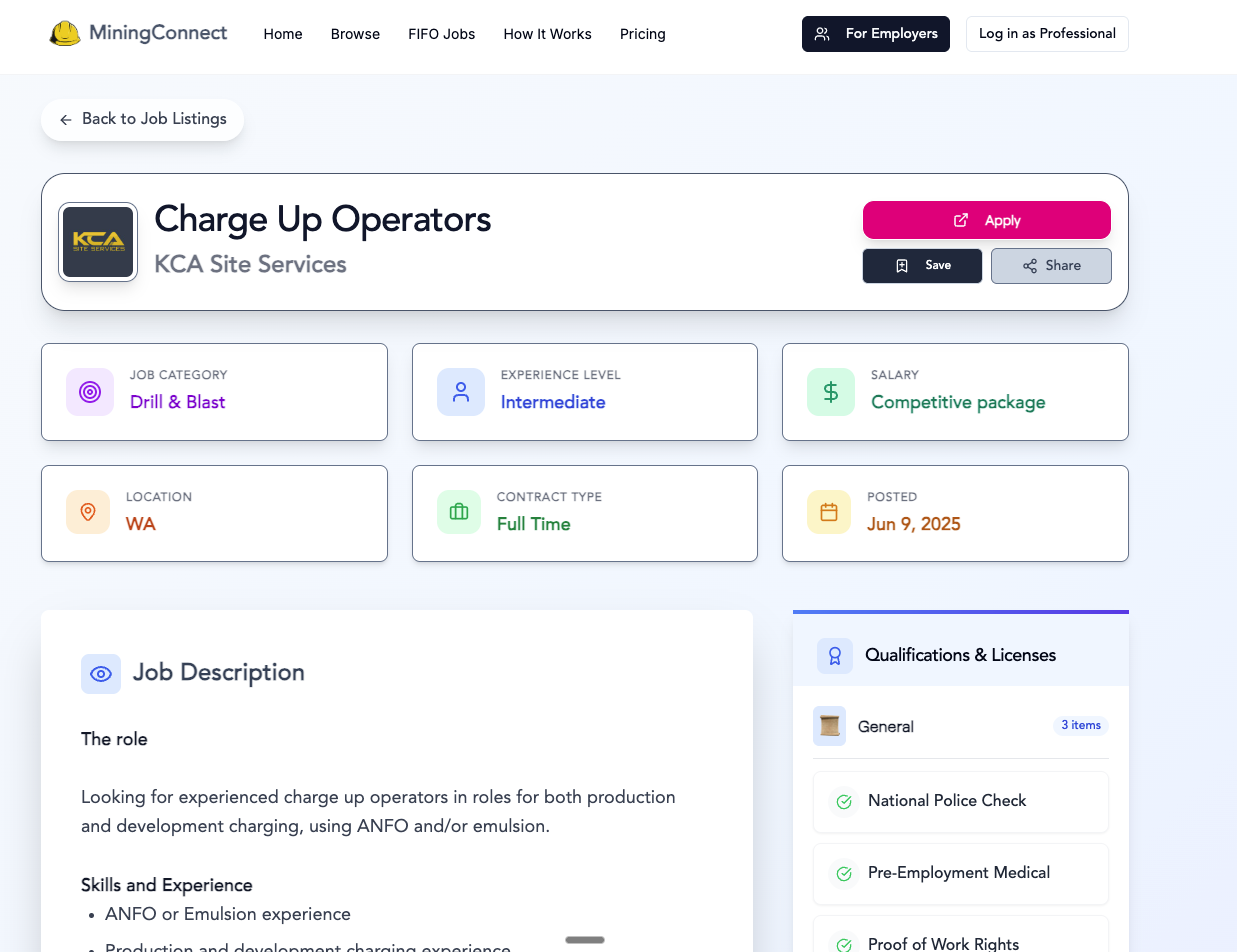 MiningConnect
Home
Browse
FIFO Jobs
How It Works
Pricing
For Employers
Log in as Professional
Back to Job Listings
KCA
SITE SERVICES
Charge Up Operators
KCA Site Services
Apply
Save
Share
JOB CATEGORY
Drill & Blast
EXPERIENCE LEVEL
Intermediate
SALARY
Competitive package
LOCATION
WA
CONTRACT TYPE
Full Time
POSTED
Jun 9, 2025
Job Description
The role
Looking for experienced charge up operators in roles for both production
and development charging, using ANFO and/or emulsion.
Skills and Experience
• ANFO or Emulsion experience
• Production and development charging experience
Qualifications & Licenses
General
3 items
National Police Check
Pre-Employment Medical
Proof of Work Rights